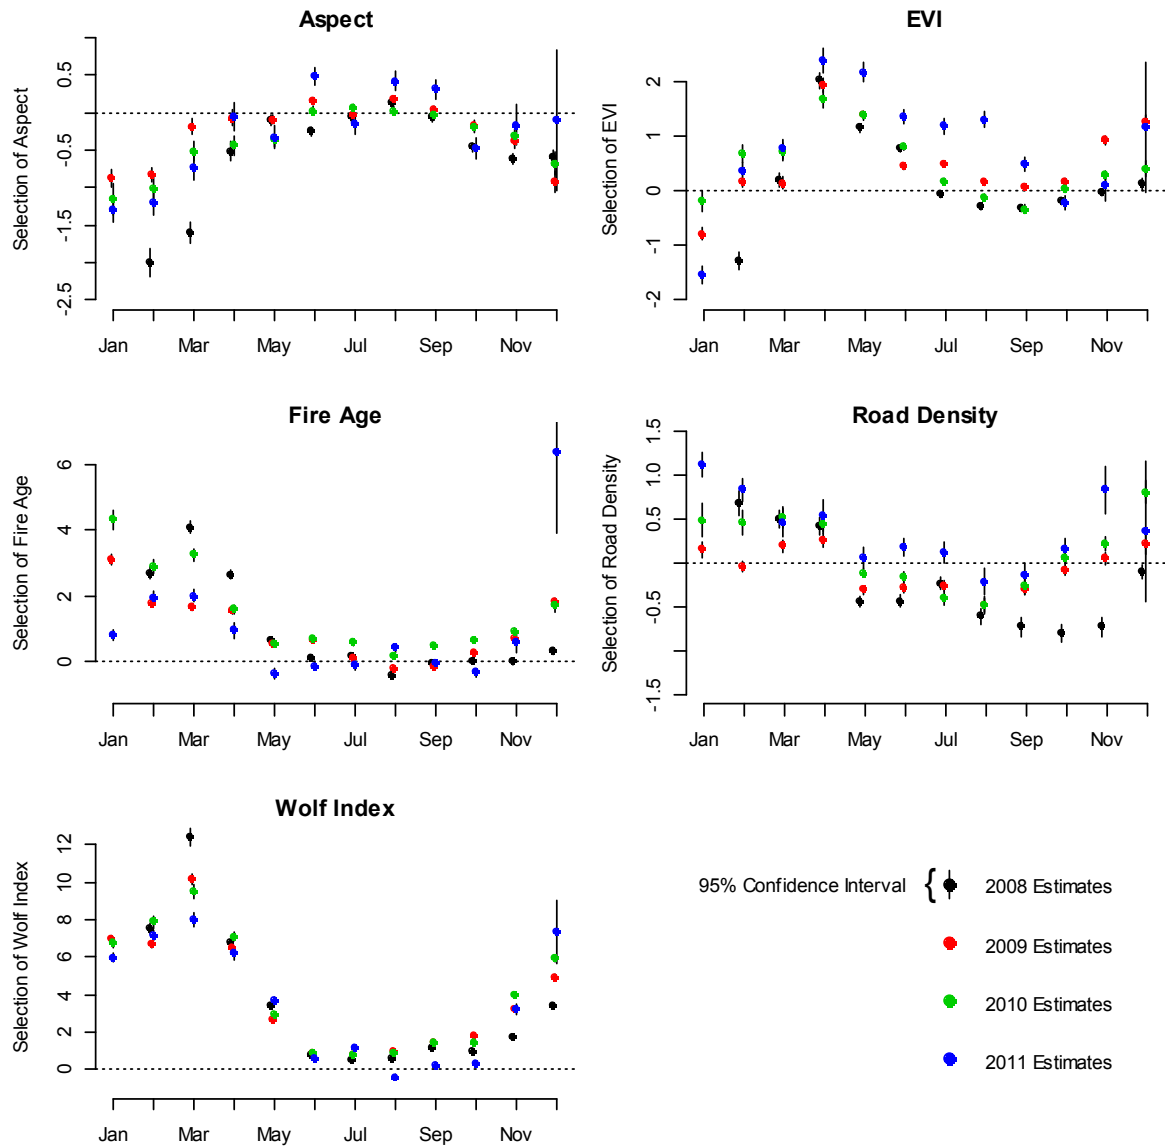 Aspect
Selection of Aspect
0.5
-0.5
-1.5
-2.5
Jan Mar May Jul Sep Nov
EVI
Selection of EVI
2
1
0
-1
-2
Jan Mar May Jul Sep Nov
Fire Age
Selection of Fire Age
6
4
2
0
Jan Mar May Jul Sep Nov
Road Density
Selection of Road Density
1.5
1.0
0.5
-0.5
-1.5
Jan Mar May Jul Sep Nov
Wolf Index
Selection of Wolf Index
12
10
8
6
4
2
0
Jan Mar May Jul Sep Nov
95% Confidence Interval { 2008 Estimates
2009 Estimates
2010 Estimates
2011 Estimates